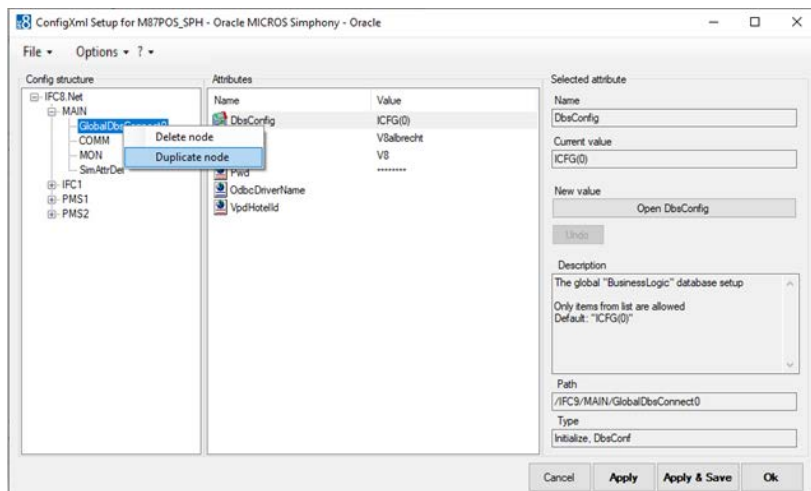 ConfigXml Setup for M87POS_SPH - Oracle MICROS Simphony - Oracle
File Options ?
Config structure
IFC8.Net
MAIN
GlobalDbsConnect0
COMM
MON
SimAttrDef
IFC1
PMS1
PMS2
Delete node
Duplicate node
Attributes
Name Value
DbsConfig ICFG(0)
V8albrecht
V8
Pwd ********
OdbcDriverName
VpdHotelId
Selected attribute
Name
DbsConfig
Current value
ICFG(0)
New value
Open DbsConfig
Undo
Description
The global "BusinessLogic" database setup
Only items from list are allowed
Default: "ICFG(0)"
Path
/IFC9/MAIN/GlobalDbsConnect0
Type
Initialize, DbsConf
Cancel Apply Apply & Save Ok